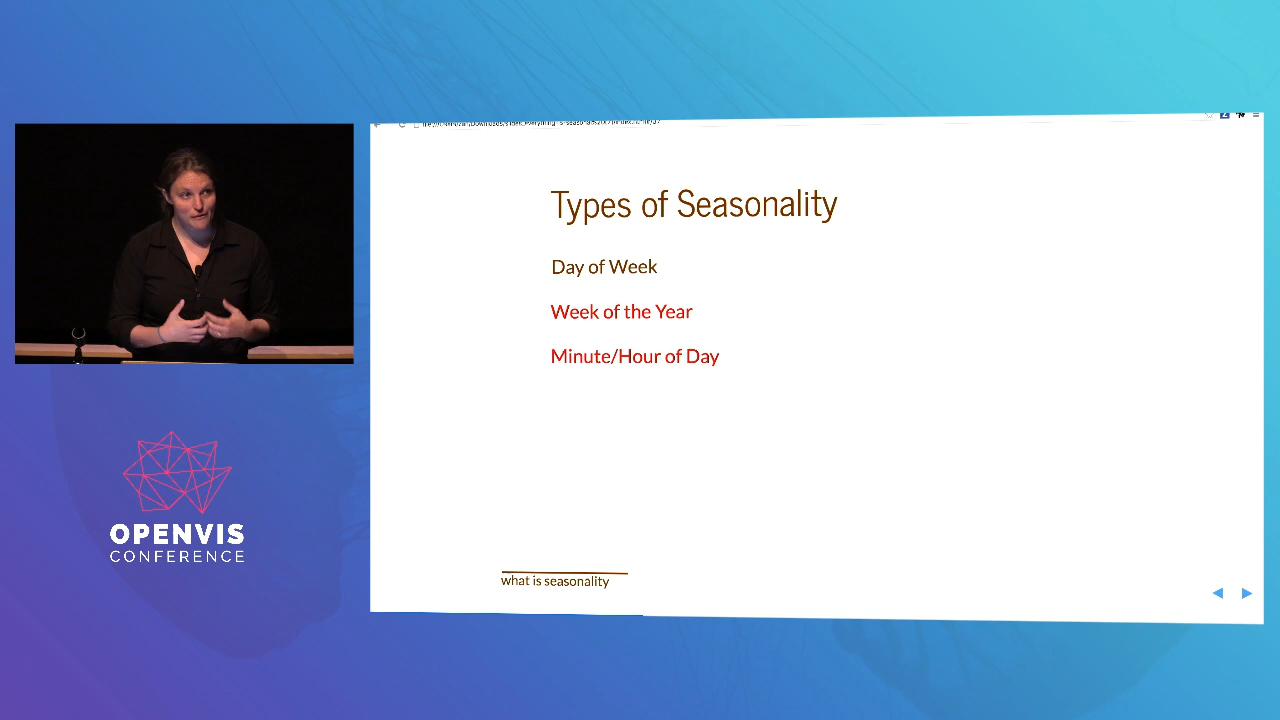 Types of Seasonality
Day of Week
Week of the Year
Minute/Hour of Day
what is seasonality
OPENVIS
CONFERENCE